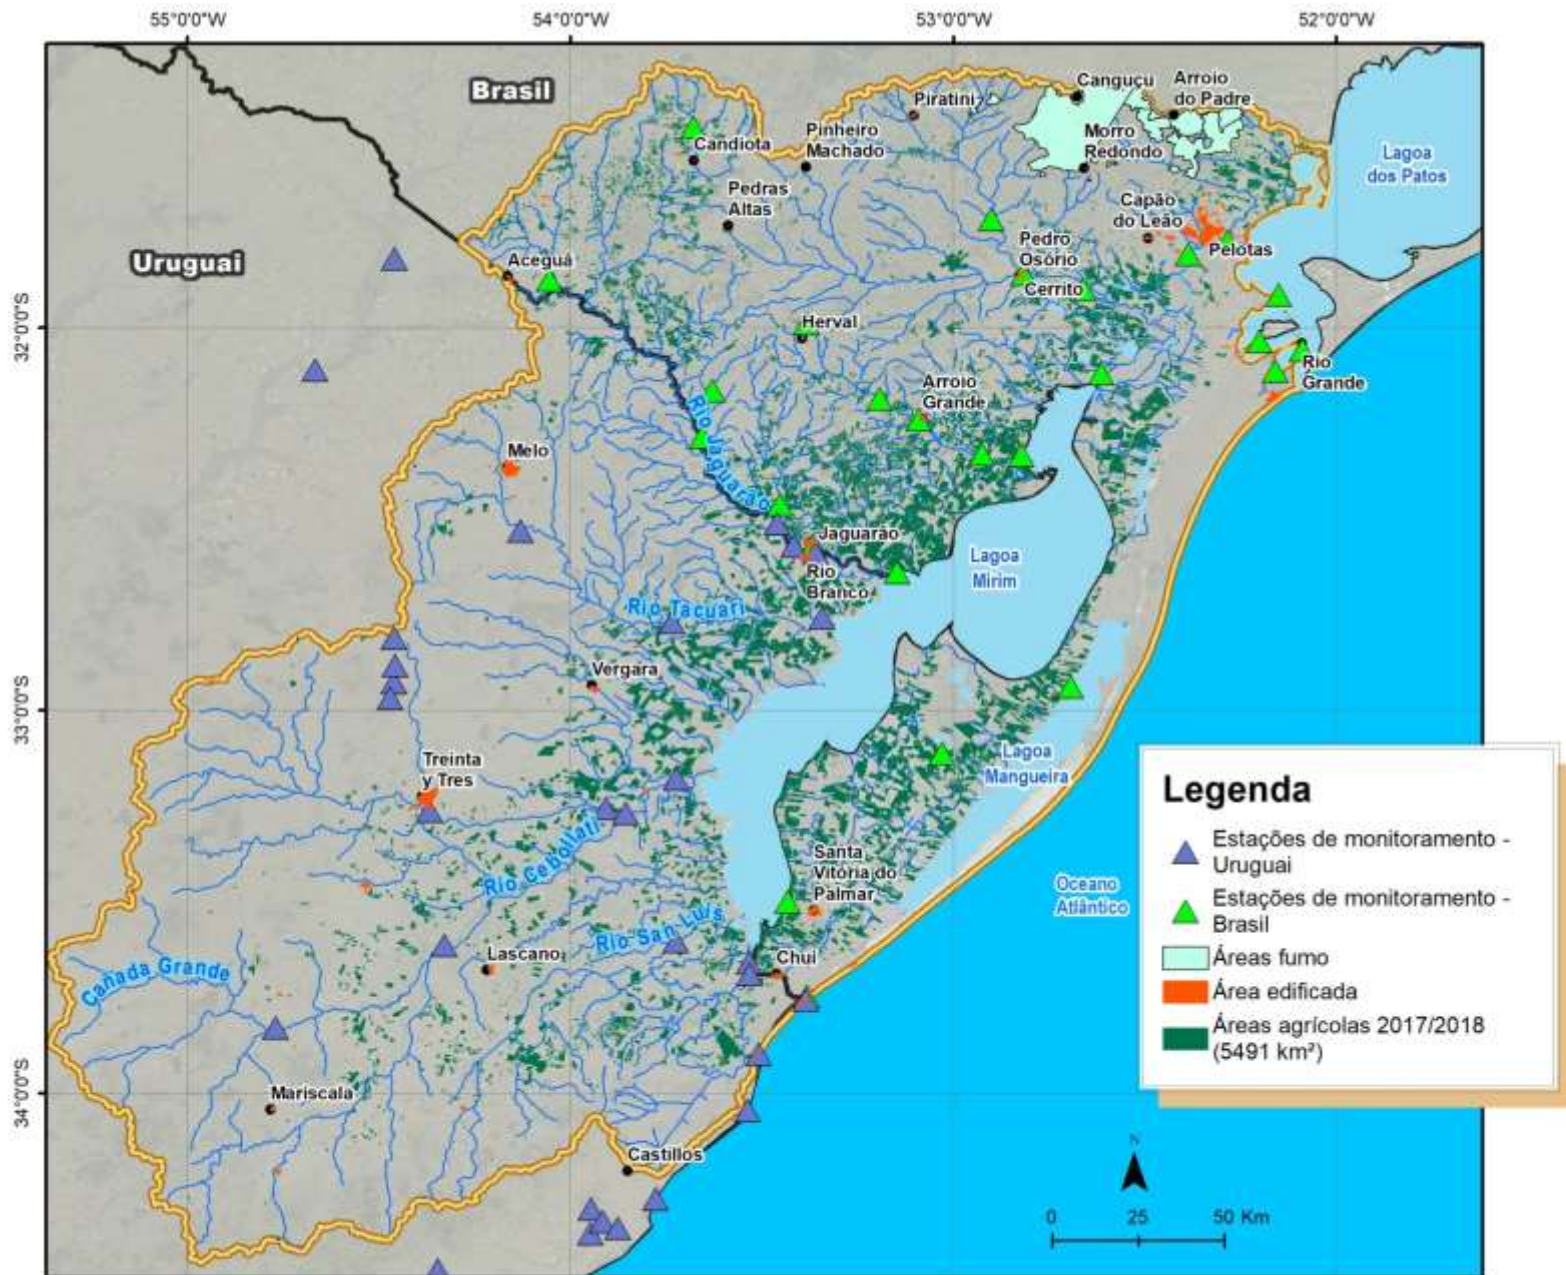 55°0'0"W
54°0'0"W
53°0'0"W
52°0'0"W
Brasil
Canguçu
Arroio
do Padre
Piratini
Pinheiro
Machado
Morro
Redondo
Candiota
Lagoa
dos Patos
Pedras
Altas
Capão
do Leão
Pelotas
Uruguai
Aceguá
Pedro
Osório
Cerrito
32°0'0"S
Herval
Rio
Grande
Arroio
Grande
Rio Jaguarão
Melo
Jaguarão
Lagoa
Mirim
Rio
Branco
Rio Tacuari
Vergara
33°0'0"S
Lagoa
Mangueira
Treinta
y Tres
Rio Cebollati
Santa
Vitória do
Palmar
Oceano
Atlântico
Rio San Luis
Lascano
Chui
Cañada Grande
34°0'0"S
Mariscala
Castillos
Legenda
Estações de monitoramento -
Uruguai
Estações de monitoramento -
Brasil
Áreas fumo
Área edificada
Áreas agrícolas 2017/2018
(5491 km²)
N
0 25 50 Km